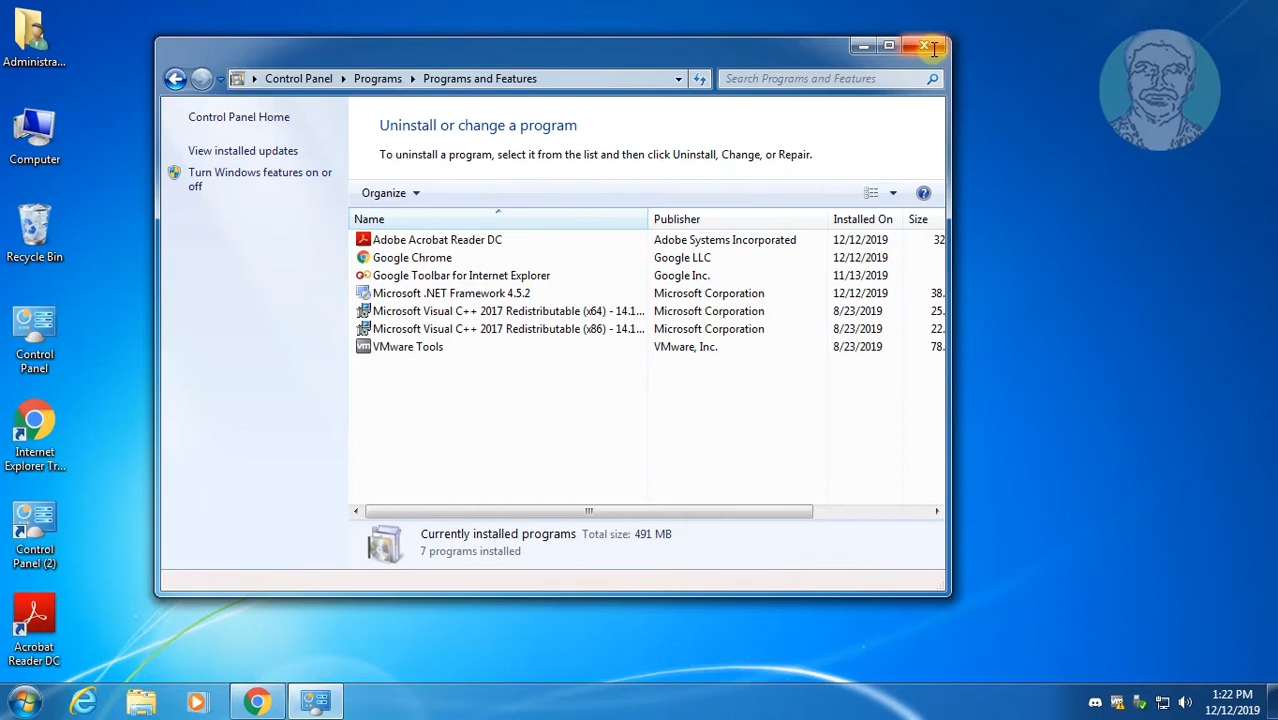 Administra...
Computer
Recycle Bin
Control
Panel
Internet
Explorer Tr...
Control
Panel (2)
Acrobat
Reader DC
Control Panel
Programs
Programs and Features
Search Programs and Features
Control Panel Home
View installed updates
Turn Windows features on or
off
Uninstall or change a program
To uninstall a program, select it from the list and then click Uninstall, Change, or Repair.
Organize
Name Publisher Installed On Size
Adobe Acrobat Reader DC Adobe Systems Incorporated 12/12/2019 32
Google Chrome Google LLC 12/12/2019
Google Toolbar for Internet Explorer Google Inc. 11/13/2019
Microsoft .NET Framework 4.5.2 Microsoft Corporation 12/12/2019 38.
Microsoft Visual C++ 2017 Redistributable (x64) - 14.1... Microsoft Corporation 8/23/2019 25.
Microsoft Visual C++ 2017 Redistributable (x86) - 14.1... Microsoft Corporation 8/23/2019 22.
VMware Tools VMware, Inc. 8/23/2019 78.
Currently installed programs Total size: 491 MB
7 programs installed
1:22 PM
12/12/2019